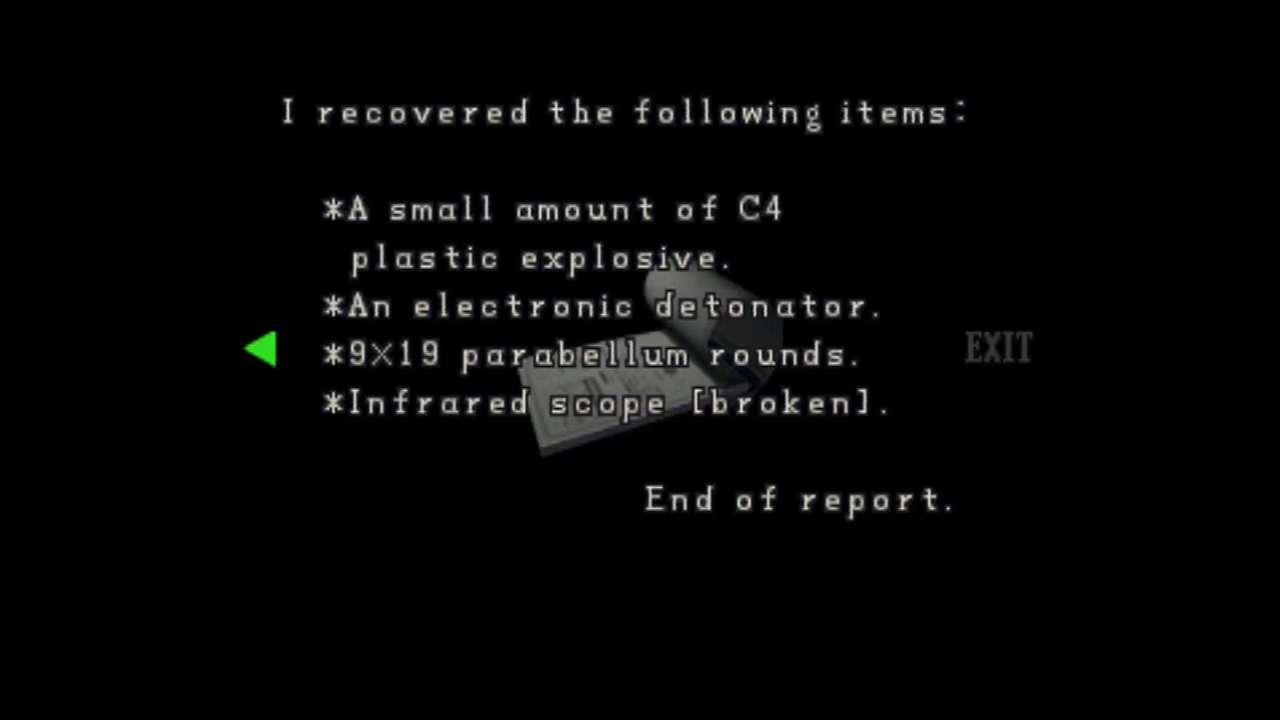 I recovered the following items:
*A small amount of C4
plastic explosive.
*An electronic detonator.
*9×19 parabellum rounds.
EXIT
*Infrared scope [broken].
End of report.